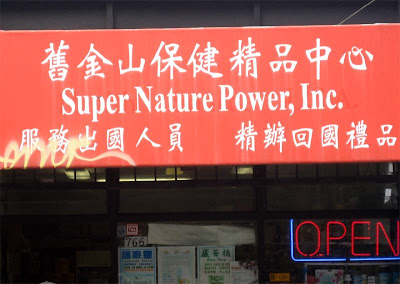 舊金山保健精品中心
Super Nature Power, Inc.
服務出國人員 精辦回國禮品
766
OPEN